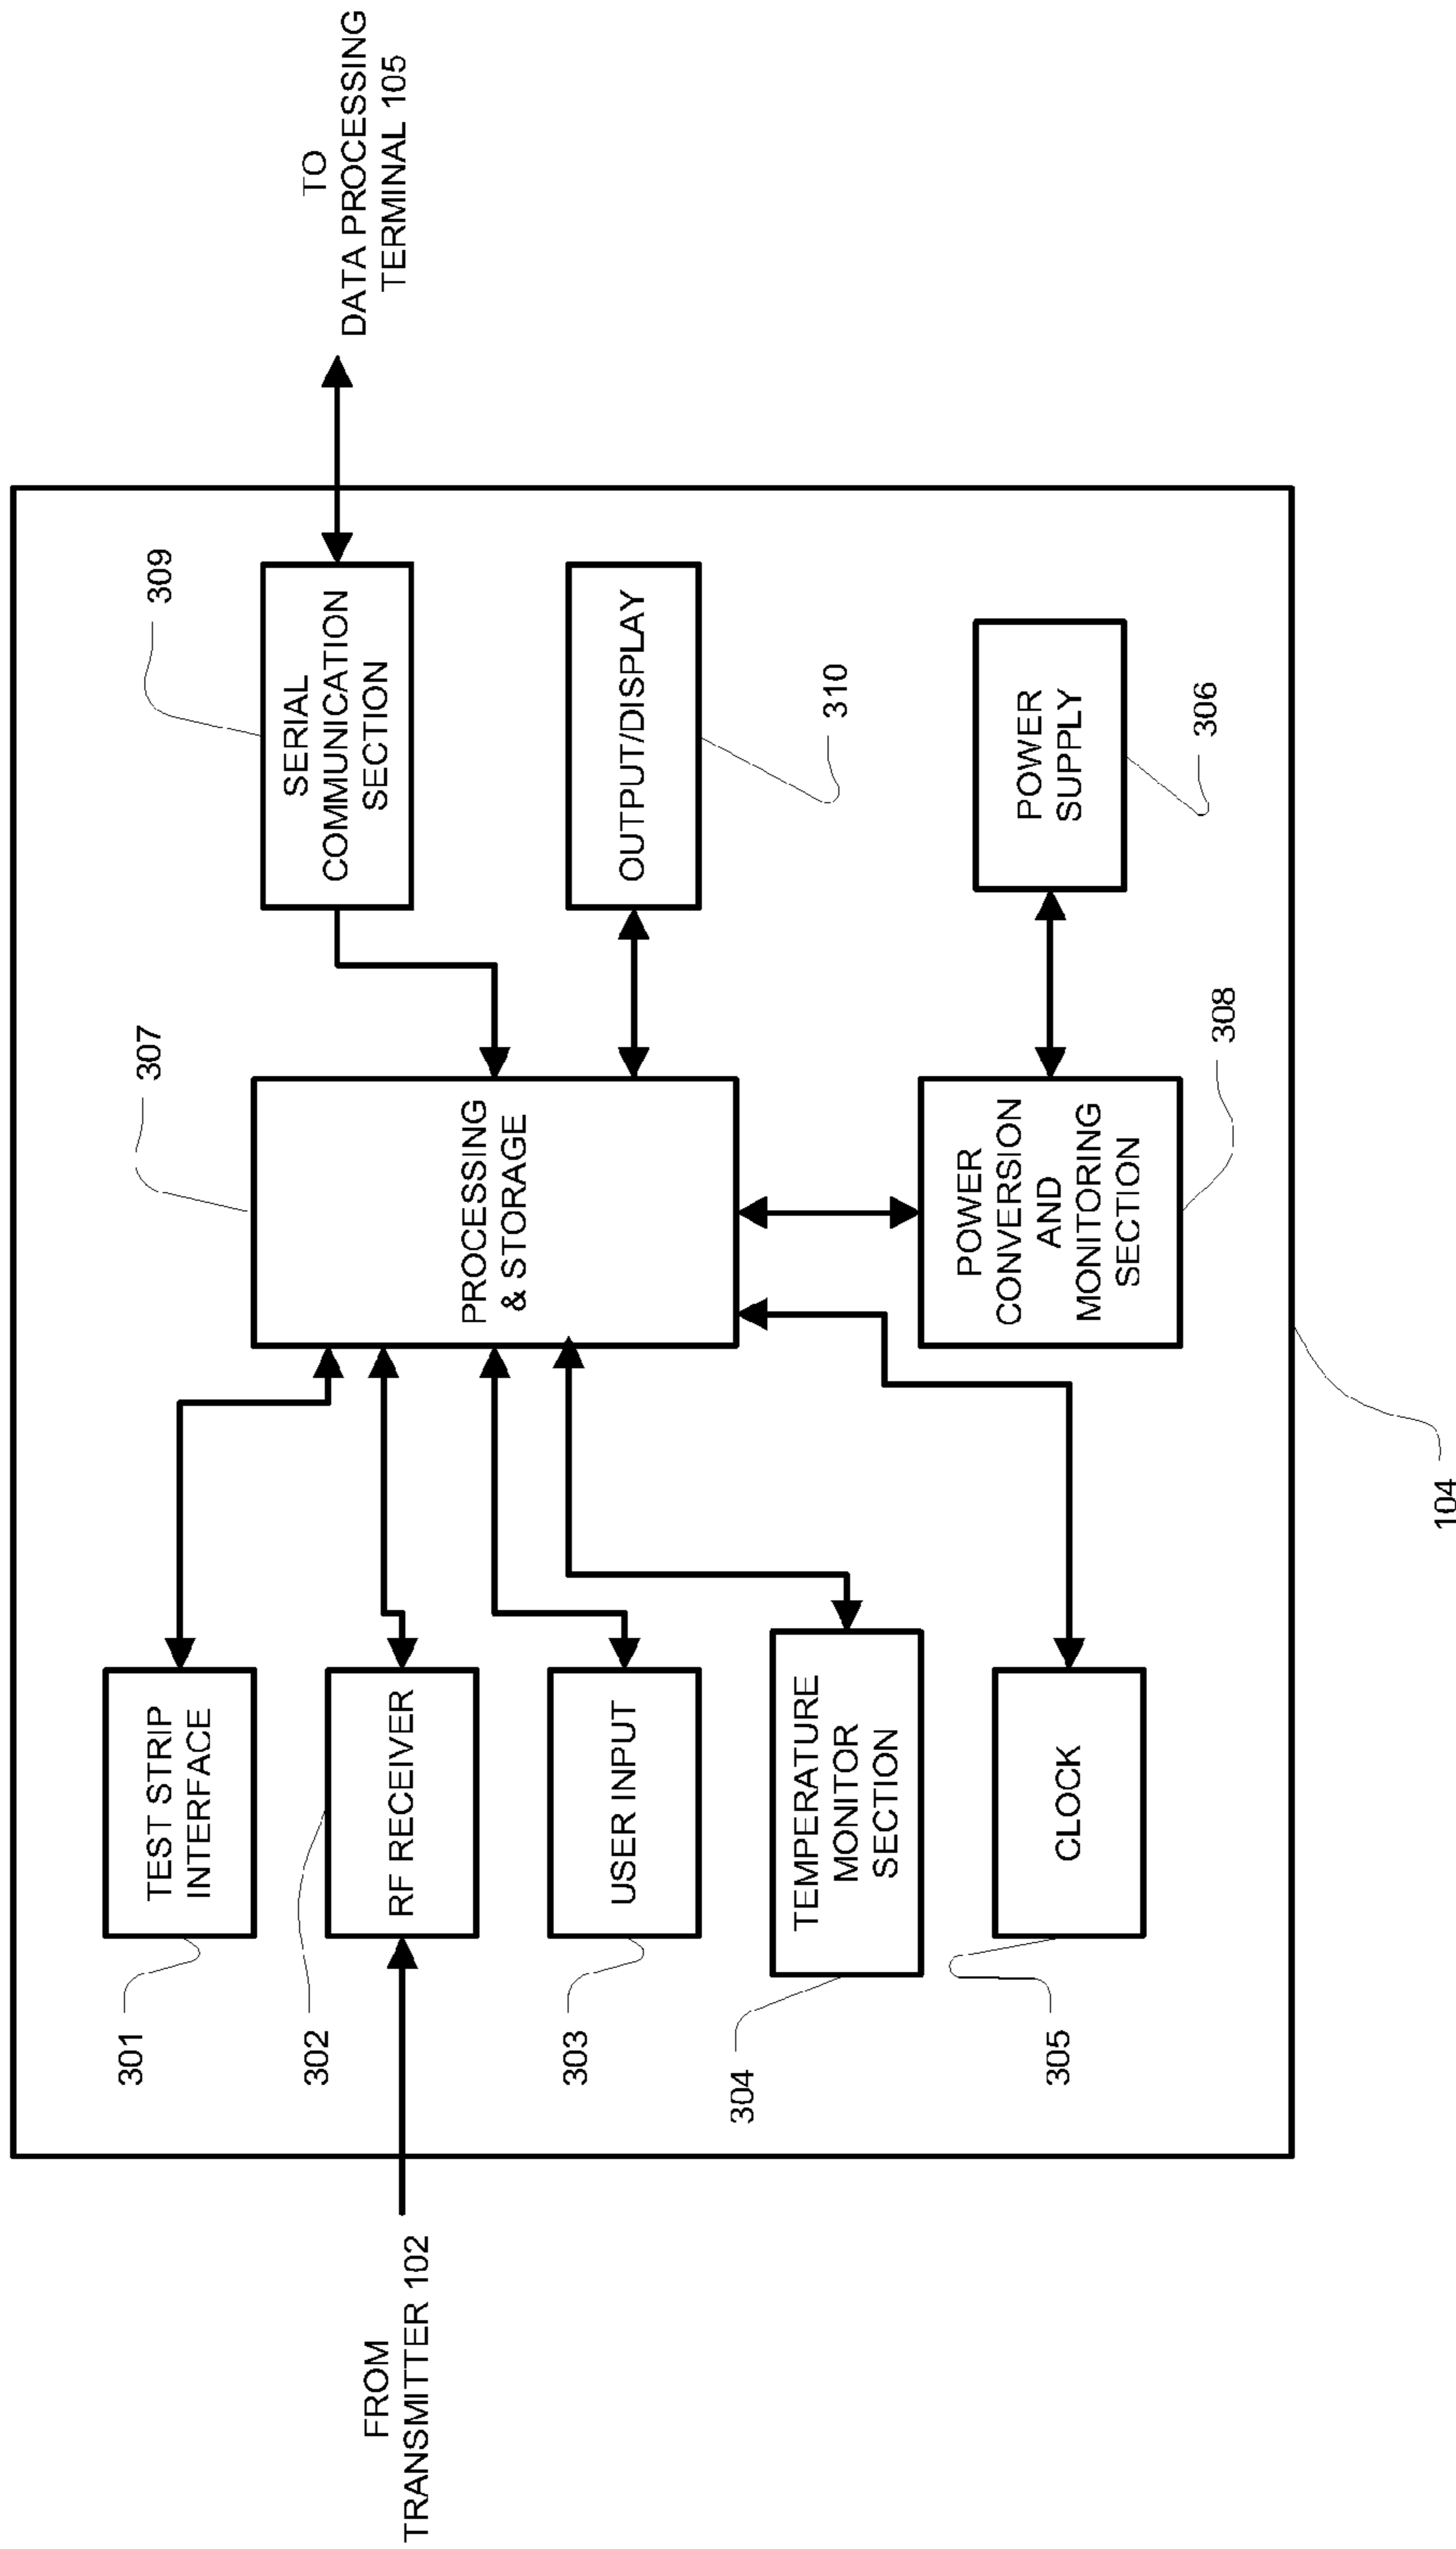 TO
DATA PROCESSING
TERMINAL 105
309
SERIAL
COMMUNICATION
SECTION
OUTPUT/DISPLAY
310
POWER
SUPPLY
306
307
PROCESSING
& STORAGE
POWER
CONVERSION
AND
MONITORING
SECTION
308
TEST STRIP
INTERFACE
301
RF RECEIVER
302
USER INPUT
303
TEMPERATURE
MONITOR
SECTION
304
CLOCK
305
FROM
TRANSMITTER 102
104